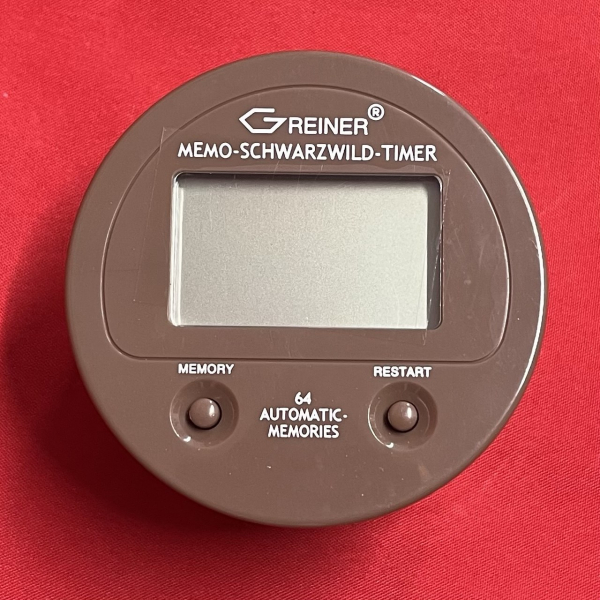 GREINER®
MEMO-SCHWARZWILD-TIMER
MEMORY
RESTART
64
AUTOMATIC-
MEMORIES